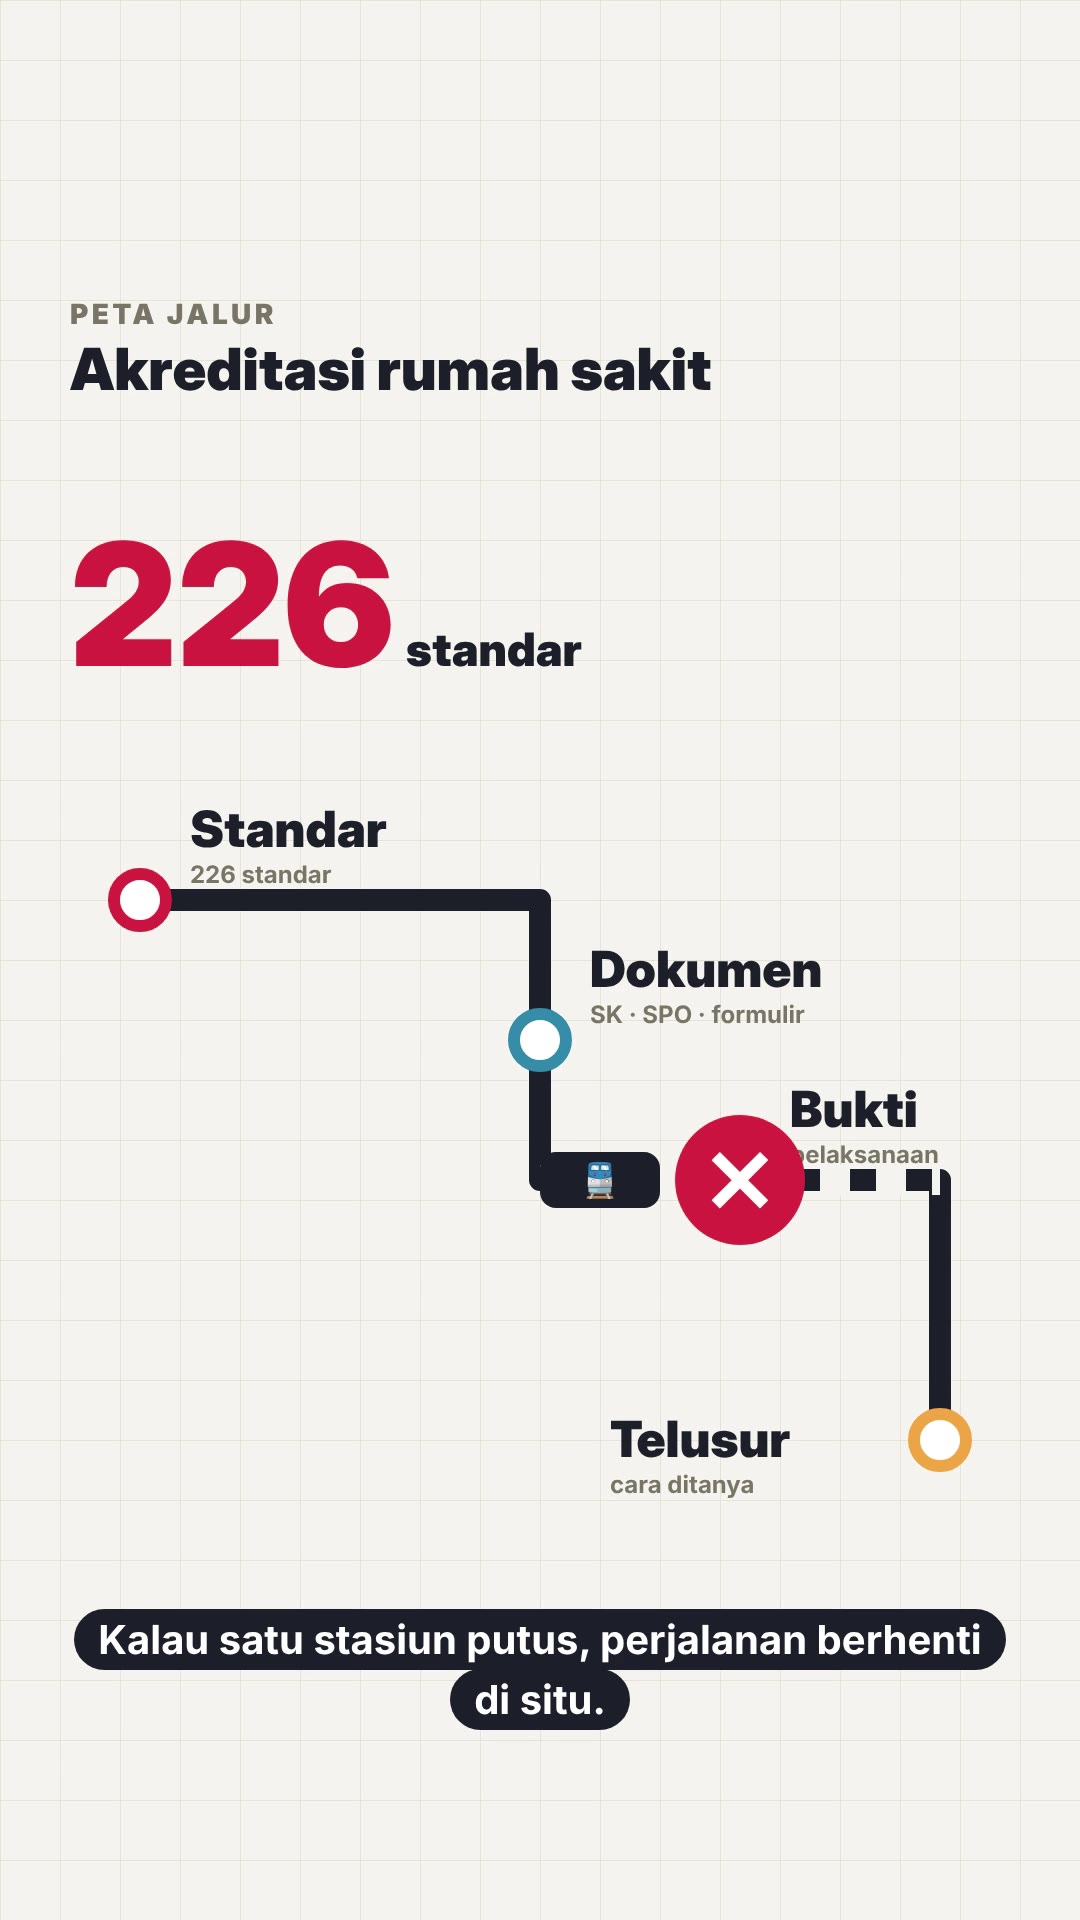 PETA JALUR
Akreditasi rumah sakit
226 standar
Standar
226 standar
Dokumen
SK · SPO · formulir
Bukti
pelaksanaan
Telusur
cara ditanya
Kalau satu stasiun putus, perjalanan berhenti
di situ.